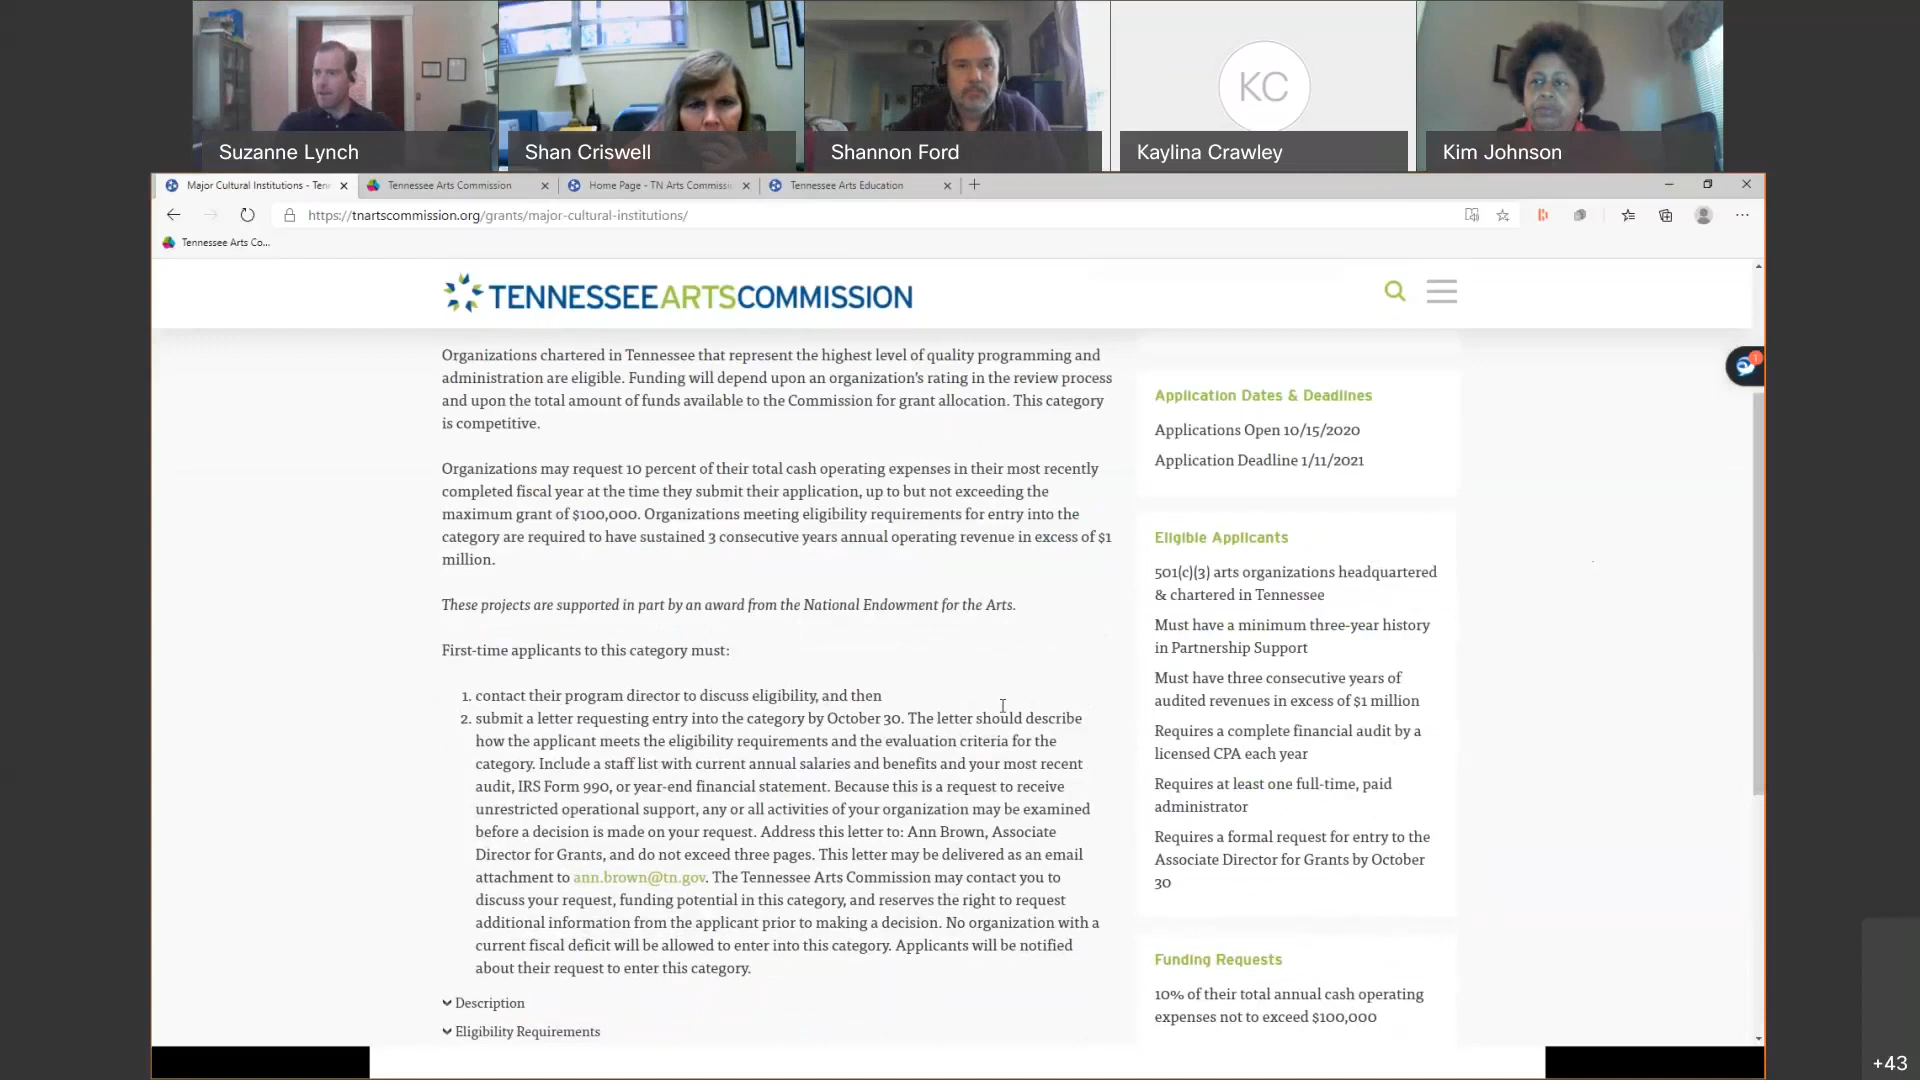 KC
Suzanne Lynch
Shan Criswell
Shannon Ford
Kaylina Crawley
Kim Johnson
Major Cultural Institutions - Ten
Tennessee Arts Commission
Home Page - TN Arts Commissi
Tennessee Arts Education
https://tnartscommission.org/grants/major-cultural-institutions/
Tennessee Arts Co...
TENNESSEEARTSCOMMISSION
1
Organizations chartered in Tennessee that represent the highest level of quality programming and
administration are eligible. Funding will depend upon an organization's rating in the review process
and upon the total amount of funds available to the Commission for grant allocation. This category
is competitive.
Organizations may request 10 percent of their total cash operating expenses in their most recently
completed fiscal year at the time they submit their application, up to but not exceeding the
maximum grant of $100,000. Organizations meeting eligibility requirements for entry into the
category are required to have sustained 3 consecutive years annual operating revenue in excess of $1
million.
These projects are supported in part by an award from the National Endowment for the Arts.
First-time applicants to this category must:
1. contact their program director to discuss eligibility, and then
2. submit a letter requesting entry into the category by October 30. The letter should describe
how the applicant meets the eligibility requirements and the evaluation criteria for the
category. Include a staff list with current annual salaries and benefits and your most recent
audit, IRS Form 990, or year-end financial statement. Because this is a request to receive
unrestricted operational support, any or all activities of your organization may be examined
before a decision is made on your request. Address this letter to: Ann Brown, Associate
Director for Grants, and do not exceed three pages. This letter may be delivered as an email
attachment to ann.brown@tn.gov. The Tennessee Arts Commission may contact you to
discuss your request, funding potential in this category, and reserves the right to request
additional information from the applicant prior to making a decision. No organization with a
current fiscal deficit will be allowed to enter into this category. Applicants will be notified
about their request to enter this category.
Description
Eligibility Requirements
Application Dates & Deadlines
Applications Open 10/15/2020
Application Deadline 1/11/2021
Eligible Applicants
501(c)(3) arts organizations headquartered
& chartered in Tennessee
Must have a minimum three-year history
in Partnership Support
Must have three consecutive years of
audited revenues in excess of $1 million
Requires a complete financial audit by a
licensed CPA each year
Requires at least one full-time, paid
administrator
Requires a formal request for entry to the
Associate Director for Grants by October
30
Funding Requests
10% of their total annual cash operating
expenses not to exceed $100,000
+43